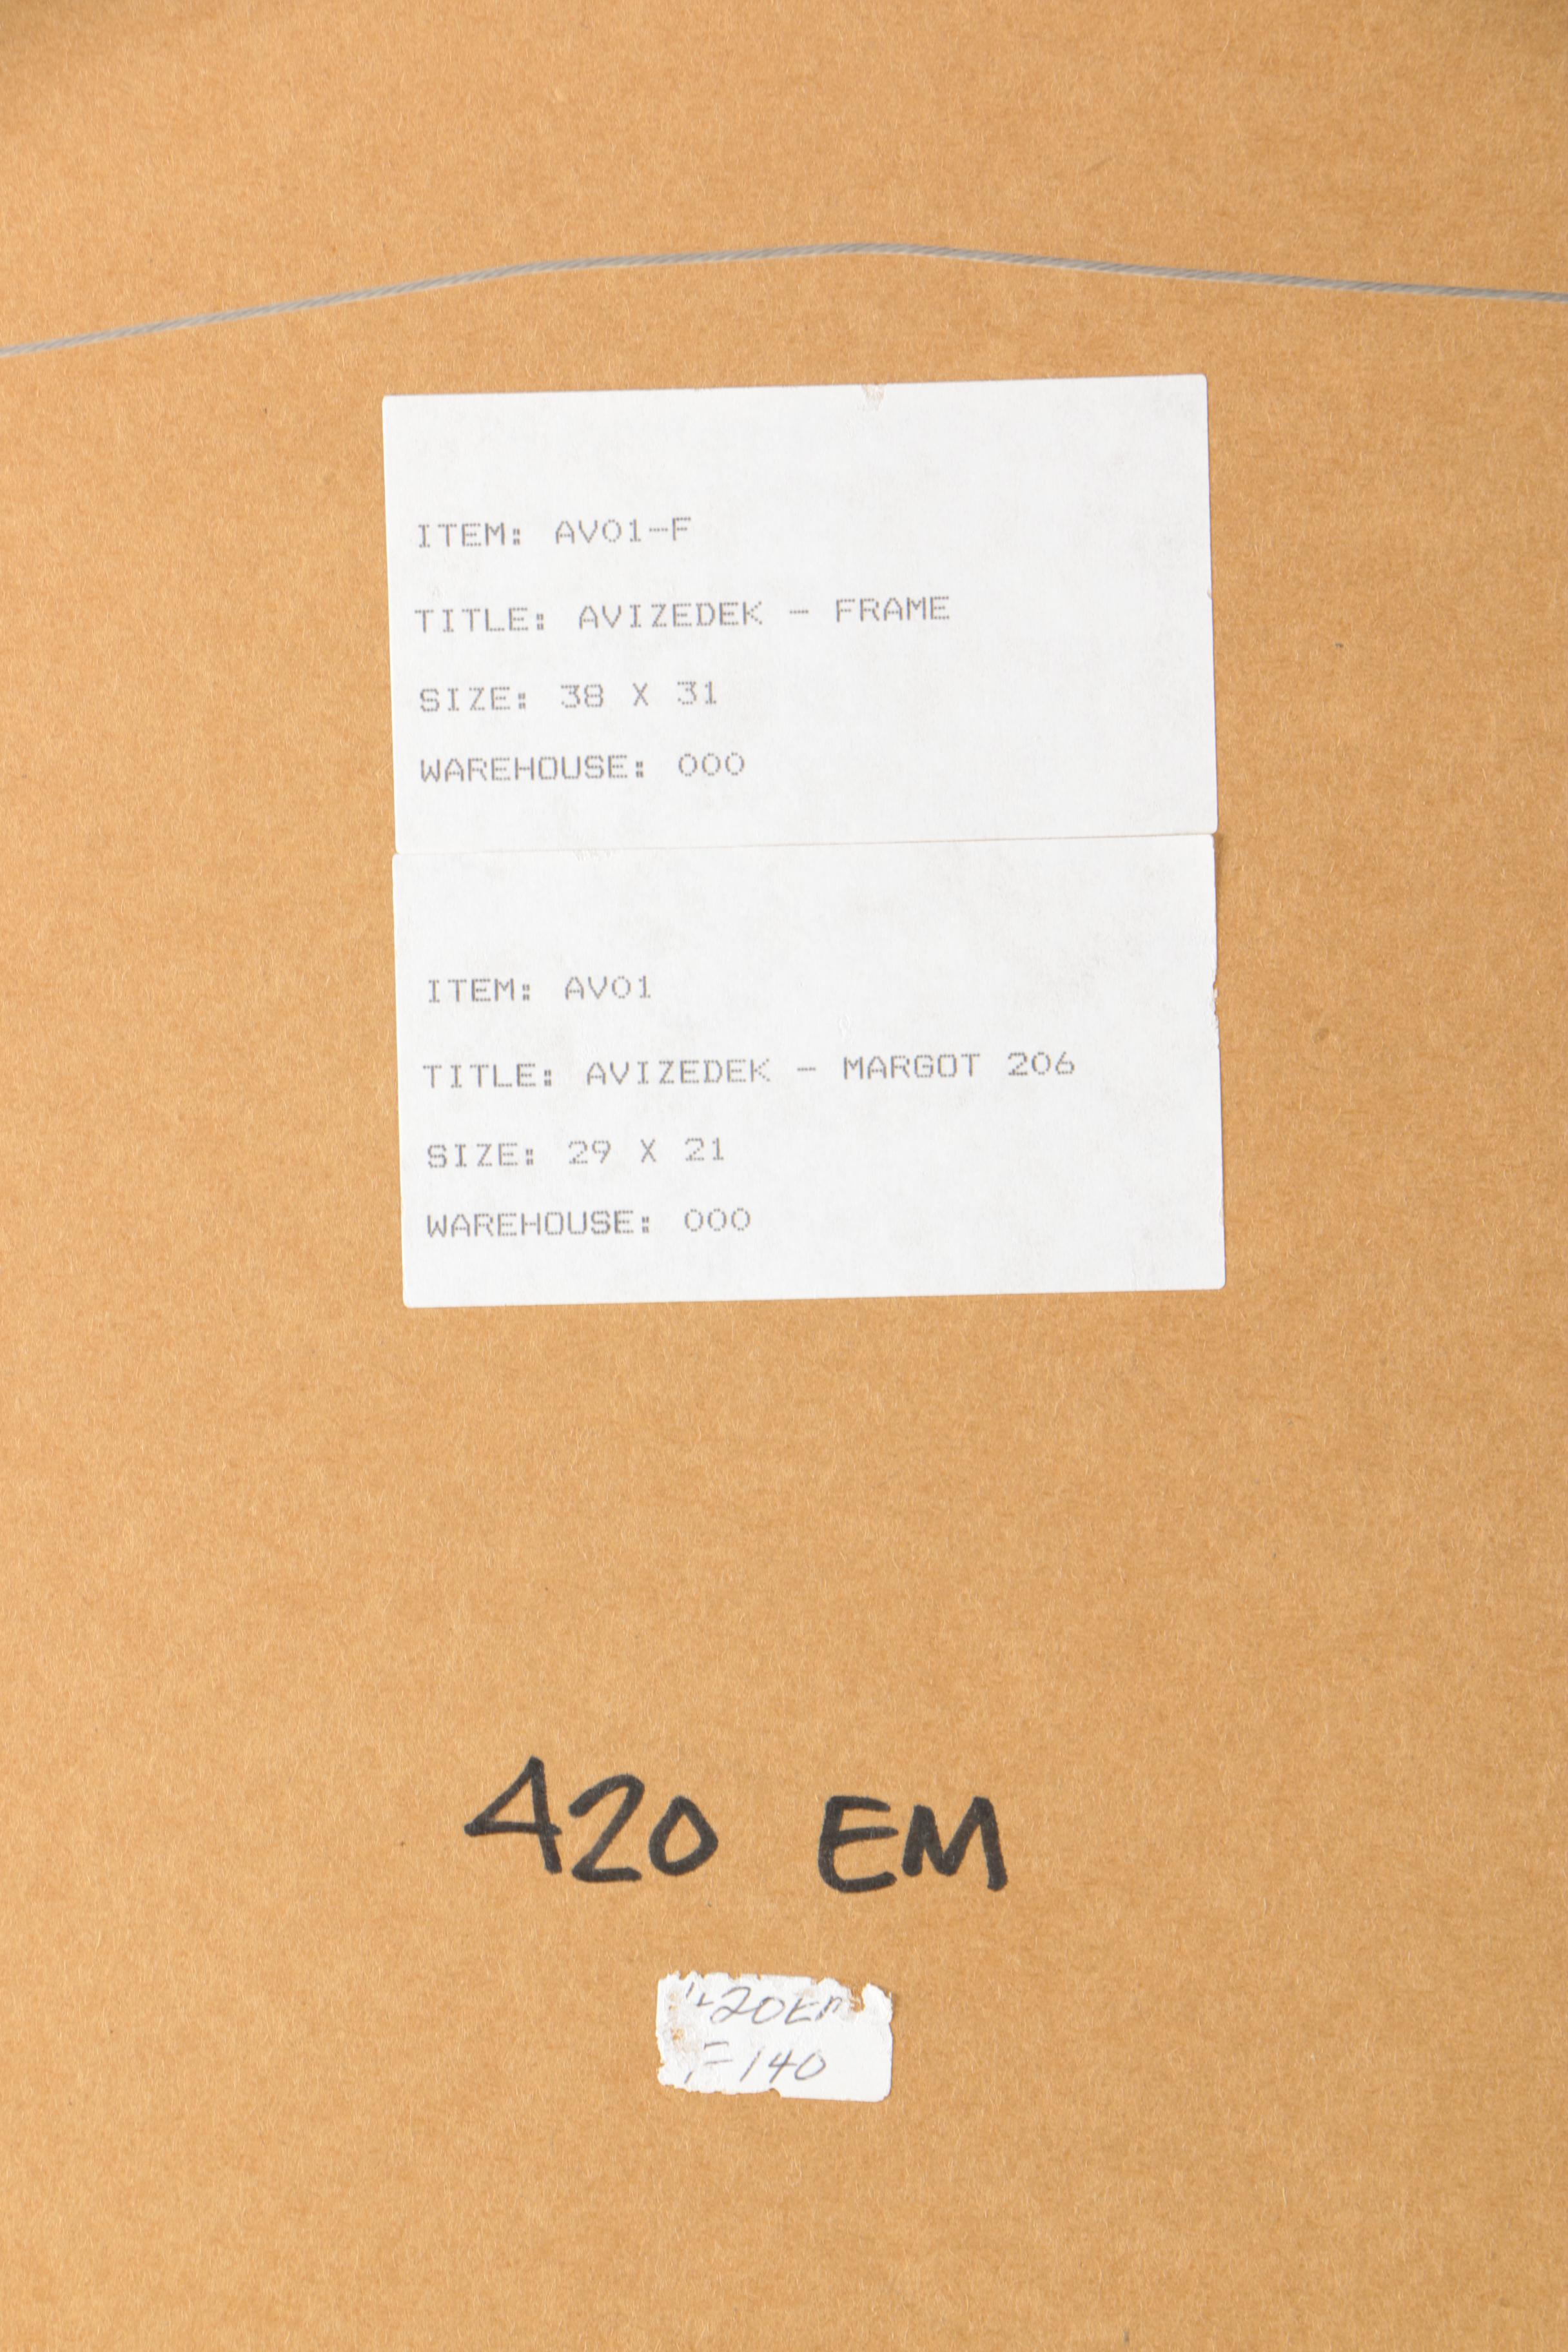 ITEM: AV01-F
TITLE: AVIZEDEK - FRAME
SIZE: 38 X 31
WAREHOUSE: 000
ITEM: AV01
TITLE: AVIZEDEK - MARGOT 206
SIZE: 29 X 21
WAREHOUSE: 000
420 EM
F-140